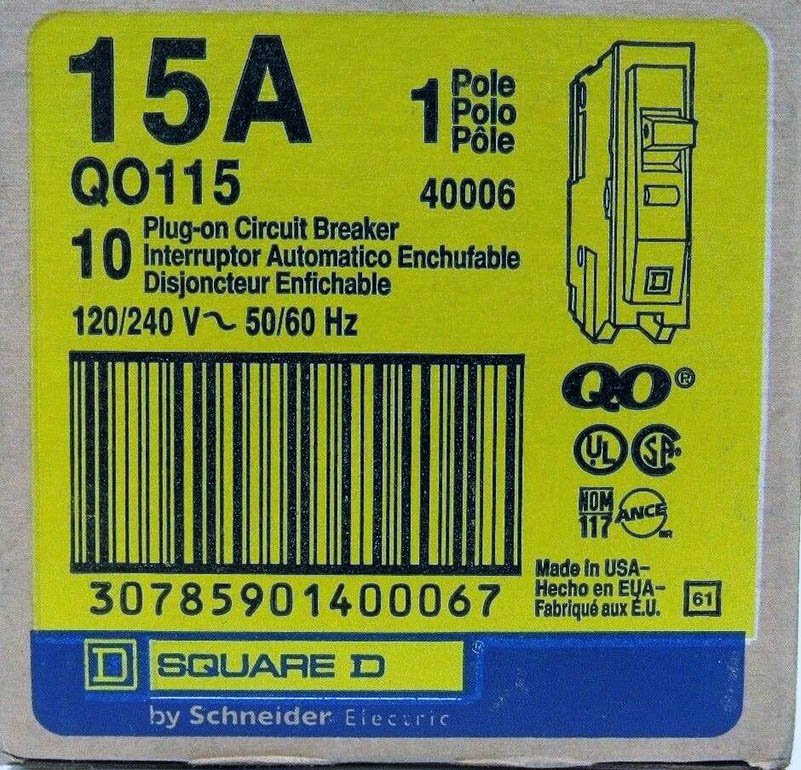 15A
1 Pole
Polo
Pôle
QO115
40006
10 Plug-on Circuit Breaker
Interruptor Automatico Enchufable
Disjoncteur Enfichable
120/240 V~ 50/60 Hz
QO®
UL SA®
NOM
117
ANCE
30785901400067
Made In USA-
Hecho en EUA-
Fabriqué aux E.U.
61
D SQUARE D®
by Schneider Electric